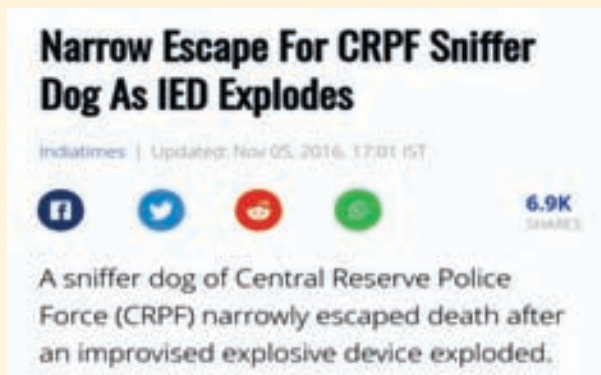 Narrow Escape For CRPF Sniffer
Dog As IED Explodes
Indiatimes | Updated: Nov 05, 2016, 17:01 IST
6.9K
SHARES
A sniffer dog of Central Reserve Police
Force (CRPF) narrowly escaped death after
an improvised explosive device exploded.